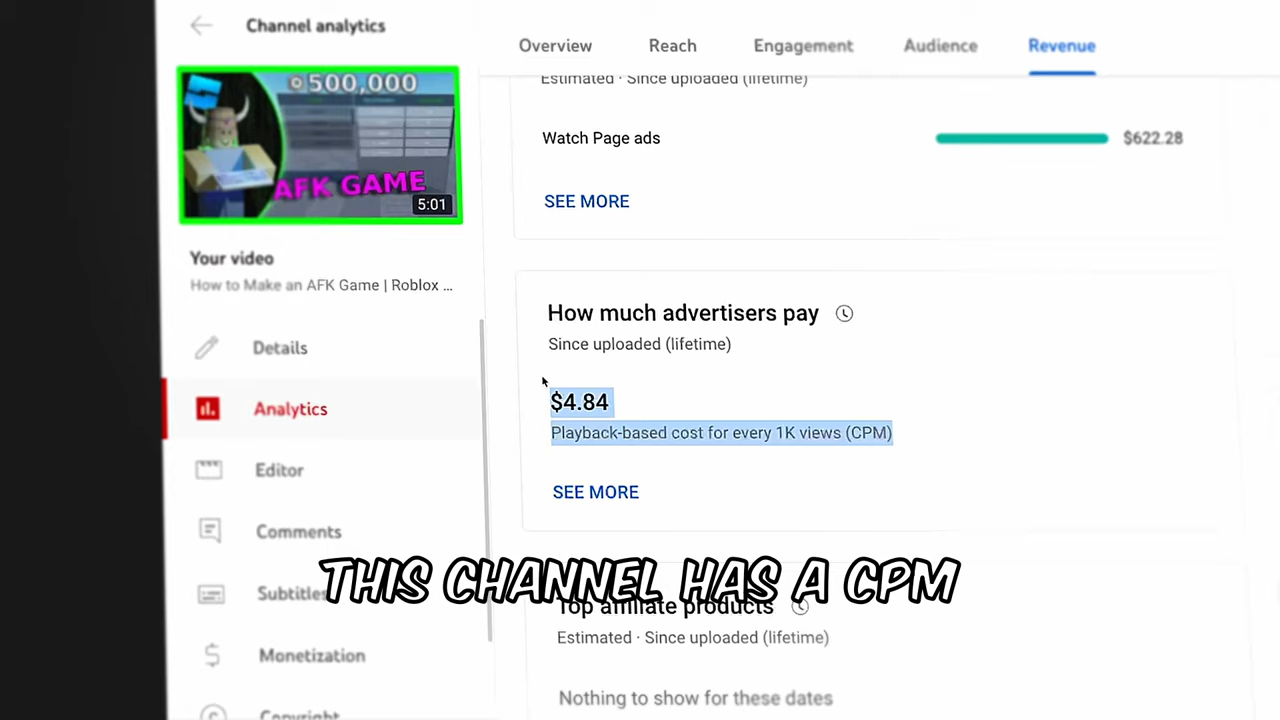 Channel analytics
500,000
AFK GAME
5:01
Your video
How to Make an AFK Game | Roblox ...
Details
Analytics
Editor
Comments
Subtitles
Monetization
Copyright
Overview
Reach
Engagement
Audience
Revenue
Estimated · Since uploaded (lifetime)
Watch Page ads
$622.28
SEE MORE
How much advertisers pay
Since uploaded (lifetime)
$4.84
Playback-based cost for every 1K views (CPM)
SEE MORE
THIS CHANNEL HAS A CPM
Top affiliate products
Estimated · Since uploaded (lifetime)
Nothing to show for these dates